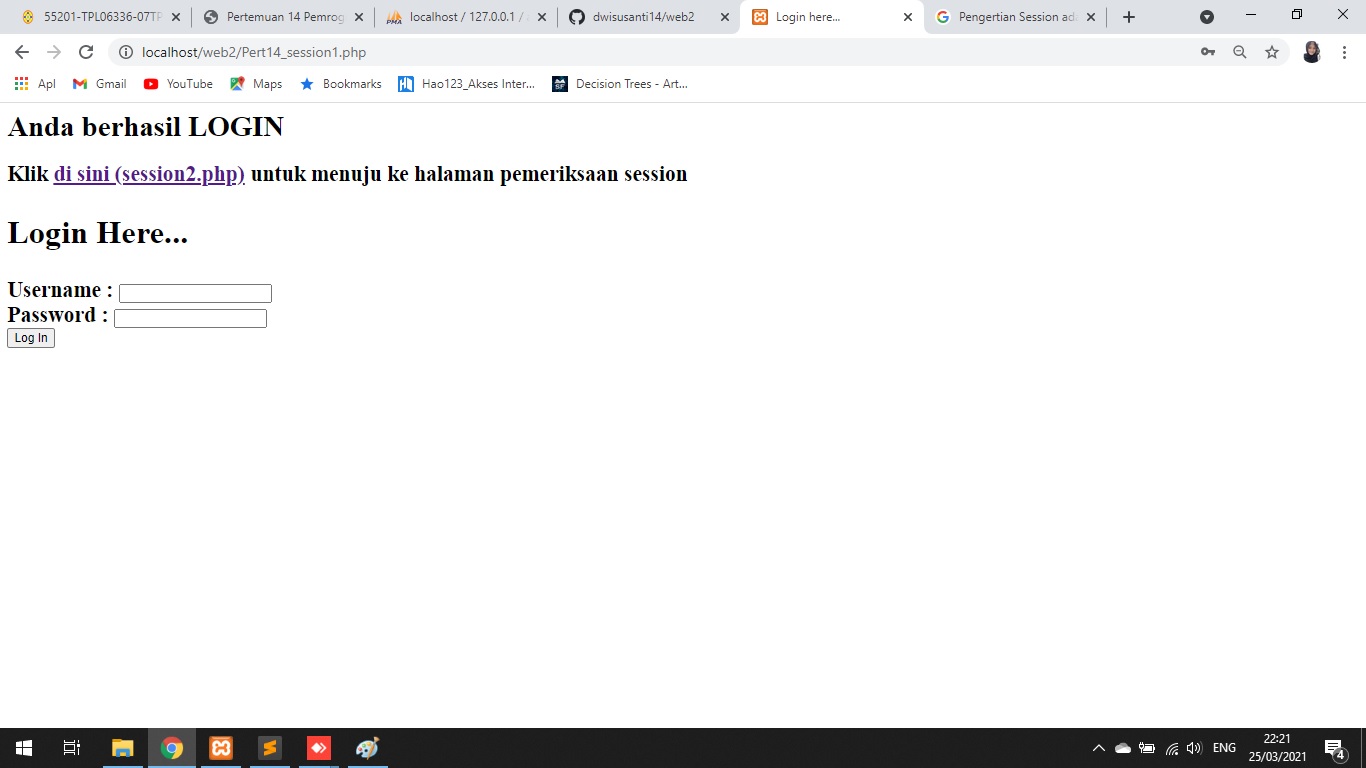 55201-TPL06336-07TP
Pertemuan 14 Pemrog
localhost / 127.0.0.1 /
dwisusanti14/web2
Login here...
Pengertian Session ada
localhost/web2/Pert14_session1.php
Apl
Gmail
YouTube
Maps
Bookmarks
Hao123_Akses Inter...
Decision Trees - Art...
Anda berhasil LOGIN
Klik di sini (session2.php) untuk menuju ke halaman pemeriksaan session
Login Here...
Username :
Password :
Log In
ENG
22:21
25/03/2021
4